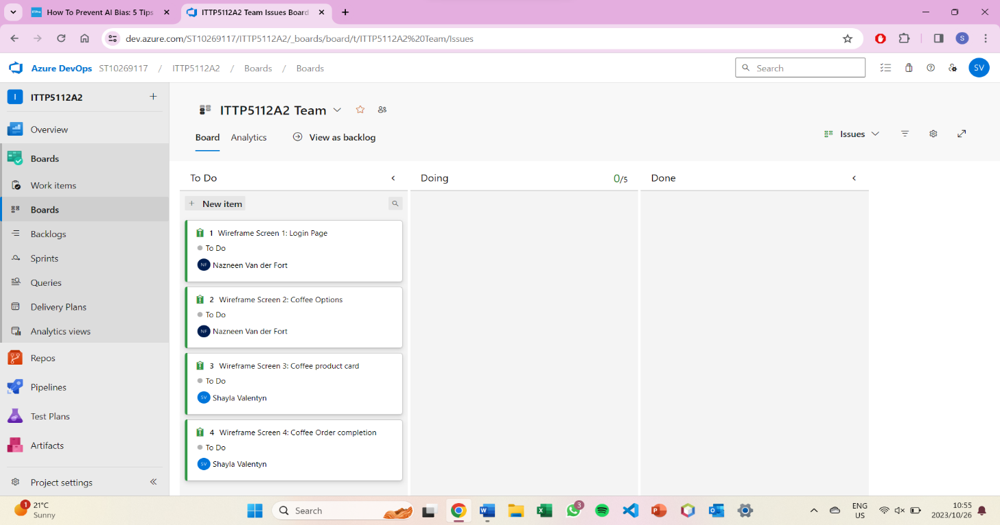 How To Prevent AI Bias: 5 Tips
ITTP5112A2 Team Issues Board
dev.azure.com/ST10269117/ITTP5112A2/_boards/board/t/ITTP5112A2%20Team/Issues
S
Azure DevOps ST10269117 / ITTP5112A2 / Boards / Boards
Search
SV
I ITTP5112A2
Overview
Boards
Work items
Boards
Backlogs
Sprints
Queries
Delivery Plans
Analytics views
Repos
Pipelines
Test Plans
Artifacts
Project settings
ITTP5112A2 Team
Board Analytics View as backlog
Issues
To Do
Doing 0/5
Done
+ New item
1 Wireframe Screen 1: Login Page
To Do
NF Nazneen Van der Fort
2 Wireframe Screen 2: Coffee Options
To Do
NF Nazneen Van der Fort
3 Wireframe Screen 3: Coffee product card
To Do
SV Shayla Valentyn
4 Wireframe Screen 4: Coffee Order completion
To Do
SV Shayla Valentyn
1
21°C
Sunny
Search
3
ENG
US
10:55
2023/10/26